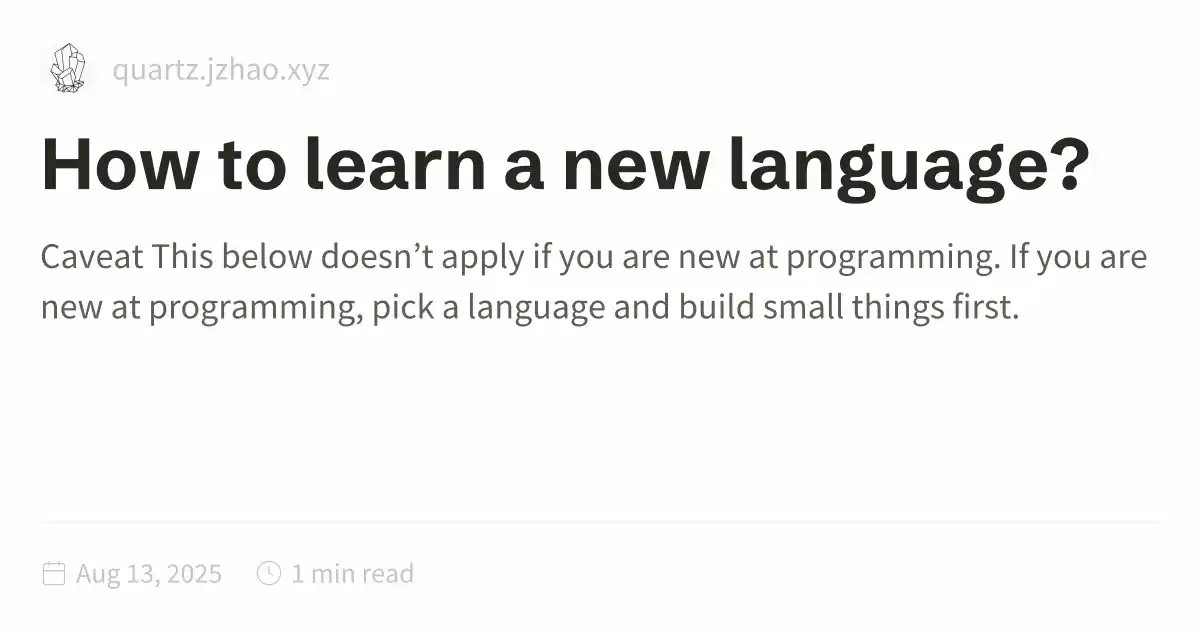 quartz.jzhao.xyz
How to learn a new language?
Caveat This below doesn’t apply if you are new at programming. If you are
new at programming, pick a language and build small things first.
Aug 13, 2025 1 min read